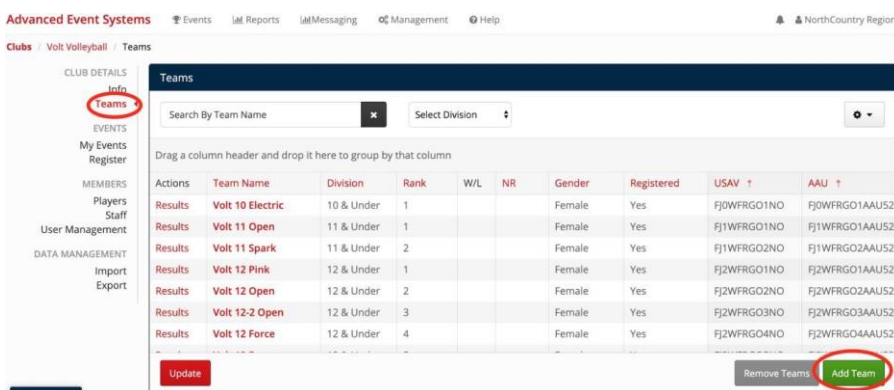 Advanced Event Systems Events Reports Messaging Management Help NorthCountry Region
Clubs / Volt Volleyball / Teams
CLUB DETAILS
Info
Teams
EVENTS
My Events
Register
MEMBERS
Players
Staff
User Management
DATA MANAGEMENT
Import
Export
Teams
Search By Team Name × Select Division
Drag a column header and drop it here to group by that column
Actions Team Name Division Rank W/L NR Gender Registered USAV ↑ AAU ↑
Results Volt 10 Electric 10 & Under 1 Female Yes FJ0WFRGO1NO FJ0WFRGO1AAU52
Results Volt 11 Open 11 & Under 1 Female Yes FJ1WFRGO1NO FJ1WFRGO1AAU52
Results Volt 11 Spark 11 & Under 2 Female Yes FJ1WFRGO2NO FJ1WFRGO2AAU52
Results Volt 12 Pink 12 & Under 1 Female Yes FJ2WFRGO1NO FJ2WFRGO1AAU52
Results Volt 12 Open 12 & Under 2 Female Yes FJ2WFRGO2NO FJ2WFRGO2AAU52
Results Volt 12-2 Open 12 & Under 3 Female Yes FJ2WFRGO3NO FJ2WFRGO3AAU52
Results Volt 12 Force 12 & Under 4 Female Yes FJ2WFRGO4NO FJ2WFRGO4AAU52
Update Remove Teams Add Team